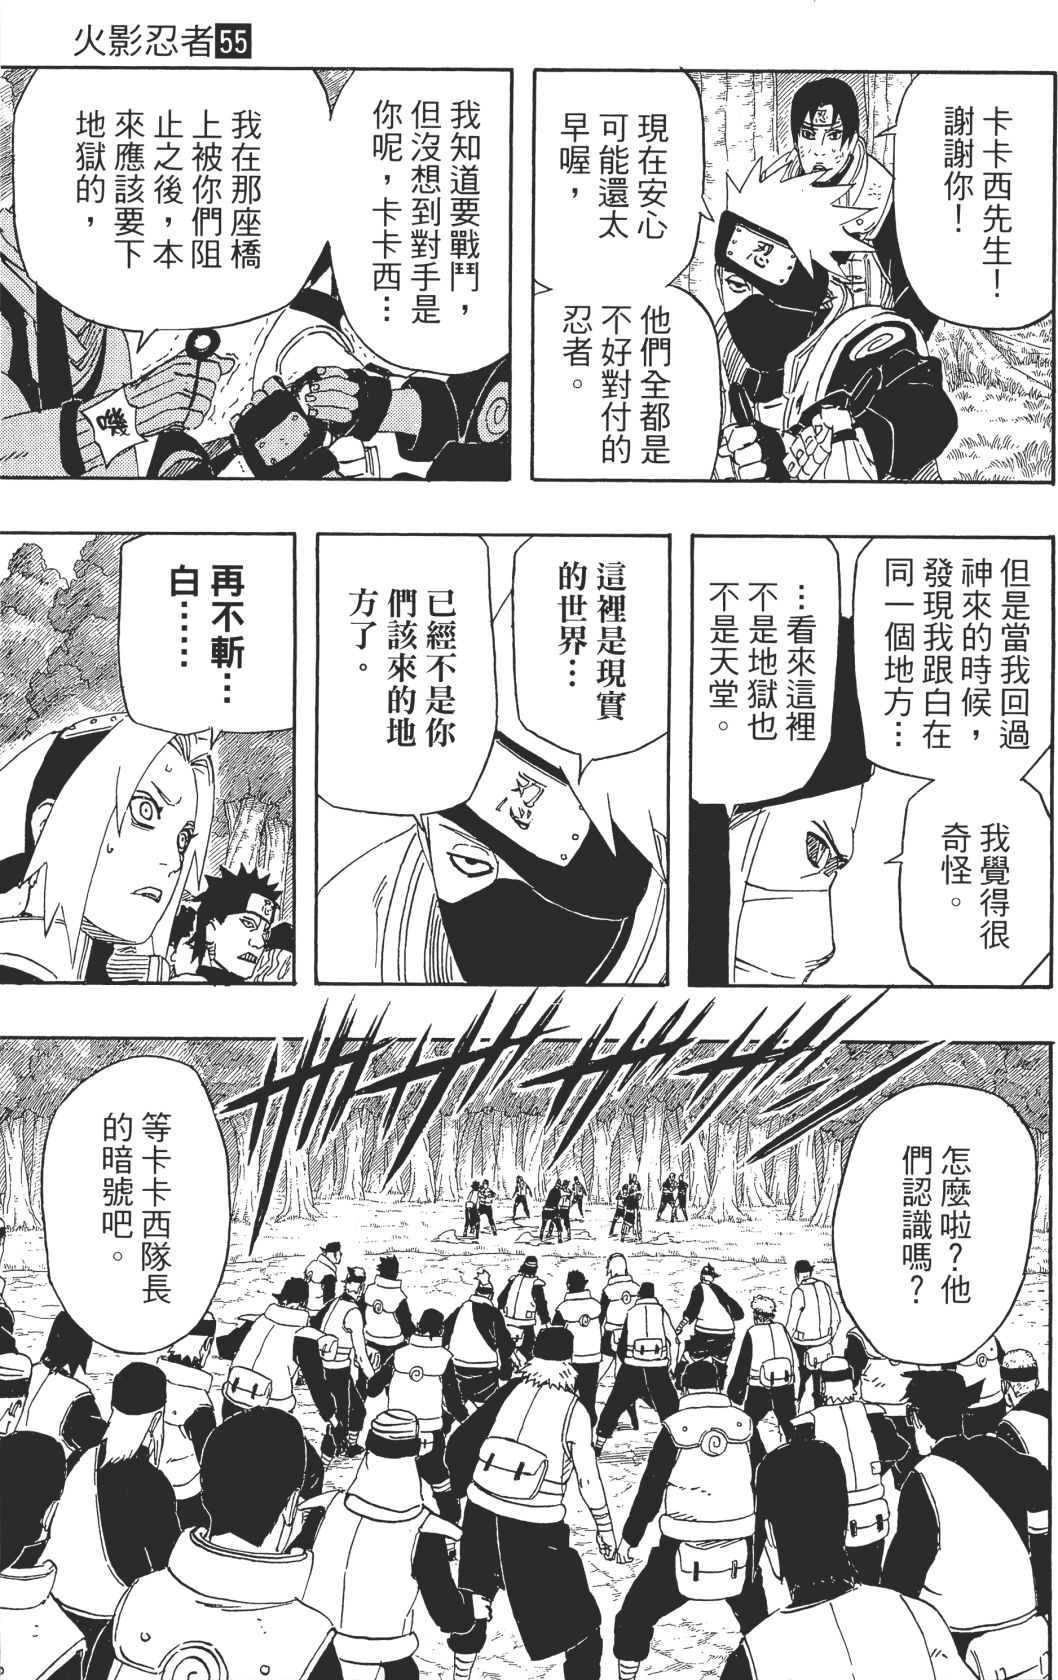 火影忍者55
卡卡西先生！
謝謝你！
現在安心
可能還太
早喔，
他們全都是
不好對付的
忍者。
忍
我知道要戰鬥，
但沒想到對手是
你呢，卡卡西…
我在那座橋
上被你們阻
止之後，本
來應該要下
地獄的，
但是當我回過
神來的時候，
發現我跟白在
同一個地方…
我覺得很
奇怪。
…看來這裡
不是地獄也
不是天堂。
這裡是現實
的世界…
已經不是你
們該來的地
方了。
忍
再不斬…
白……
怎麼啦？他
們認識嗎？
等卡卡西隊長
的暗號吧。